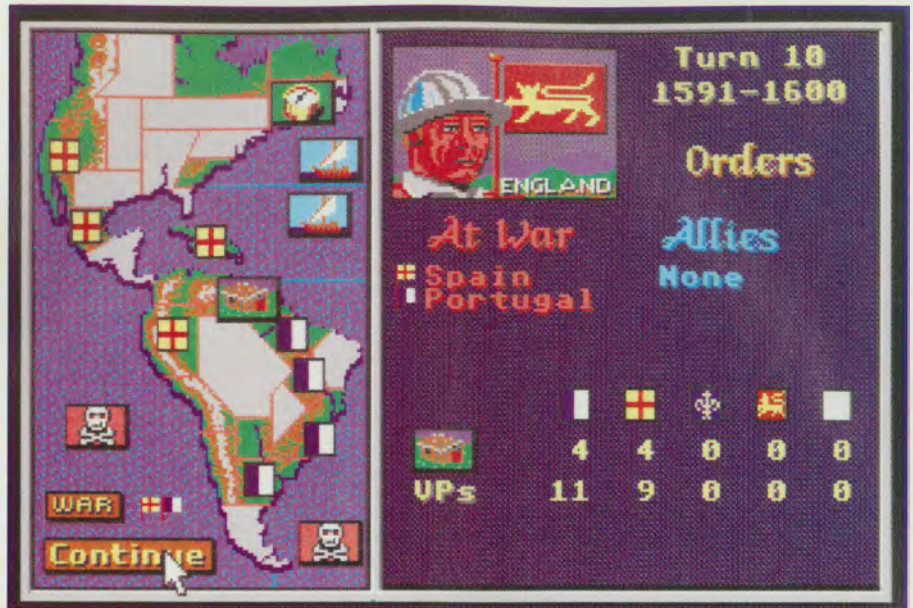 Turn 10
1591-1600
Orders
ENGLAND
At War
Allies
Spain
None
Portugal
4 4 0 0 0
VPs 11 9 0 0 0
WAR
Continue